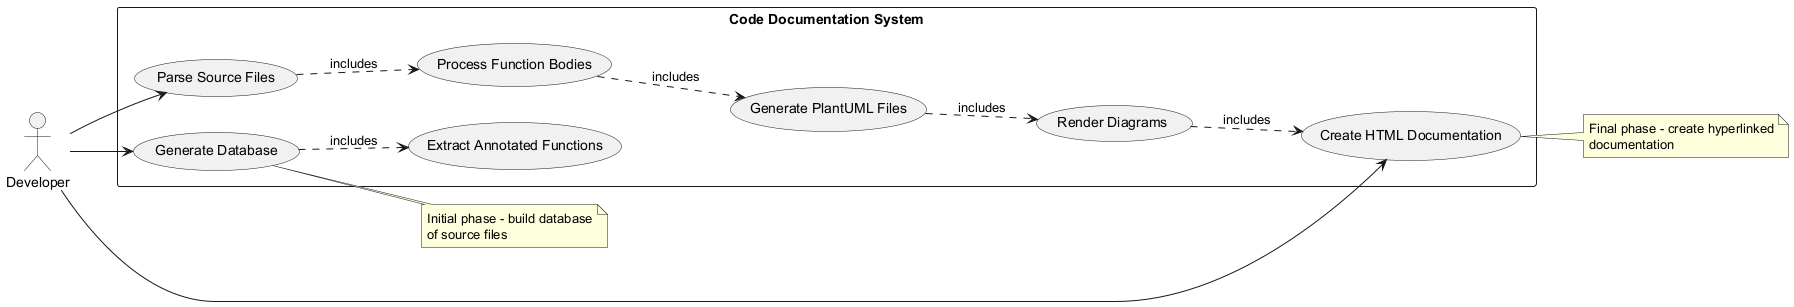 Code Documentation System
Parse Source Files
includes
Process Function Bodies
includes
Generate PlantUML Files
includes
Render Diagrams
includes
Create HTML Documentation
Final phase - create hyperlinked
documentation
Generate Database
includes
Extract Annotated Functions
Developer
Initial phase - build database
of source files